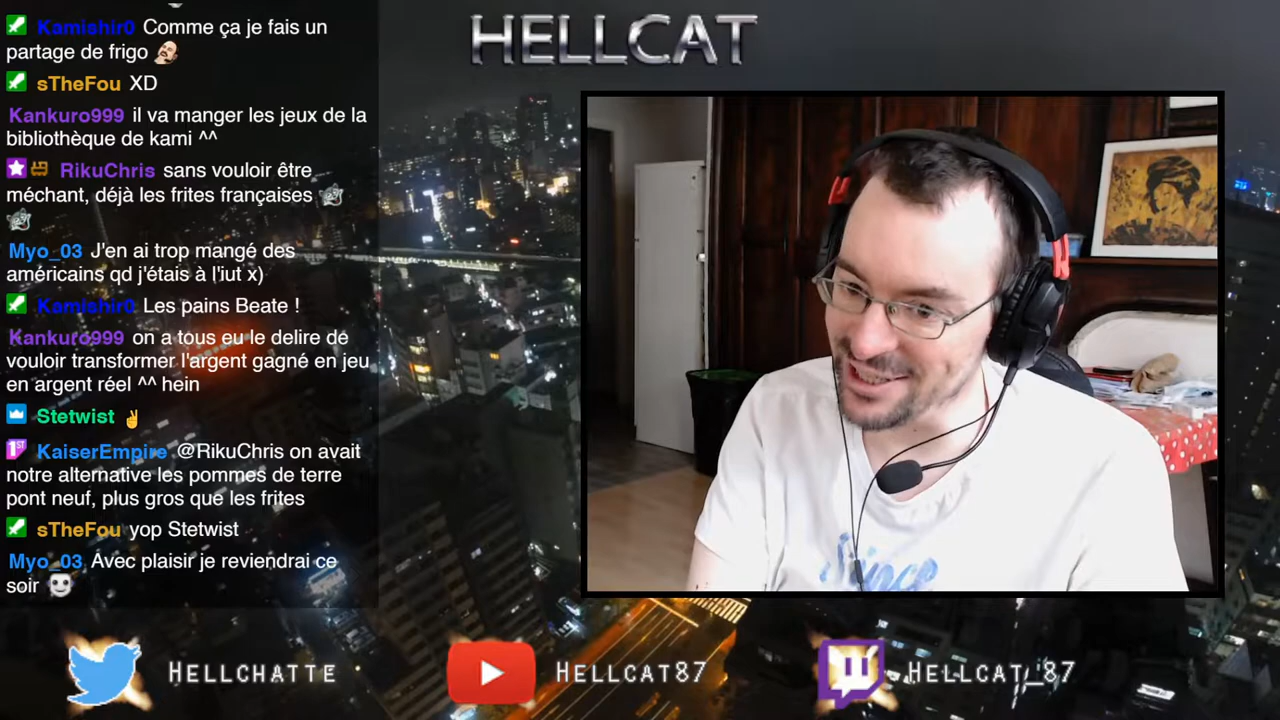 Kamishir0 Comme ça je fais un
partage de frigo
sTheFou XD
Kankuro999 il va manger les jeux de la
bibliothèque de kami ^^
RikuChris sans vouloir être
méchant, déjà les frites françaises
Myo_03 J'en ai trop mangé des
américains qd j'étais à l'iut x)
Kamishir0 Les pains Beate !
Kankuro999 on a tous eu le delire de
vouloir transformer l'argent gagné en jeu
en argent réel ^^ hein
Stetwist
1ST KaiserEmpire @RikuChris on avait
notre alternative les pommes de terre
pont neuf, plus gros que les frites
sTheFou yop Stetwist
Myo_03 Avec plaisir je reviendrai ce
soir
HELLCAT
Since
HELLCHATTE
HELLCAT87
HELLCAT_87